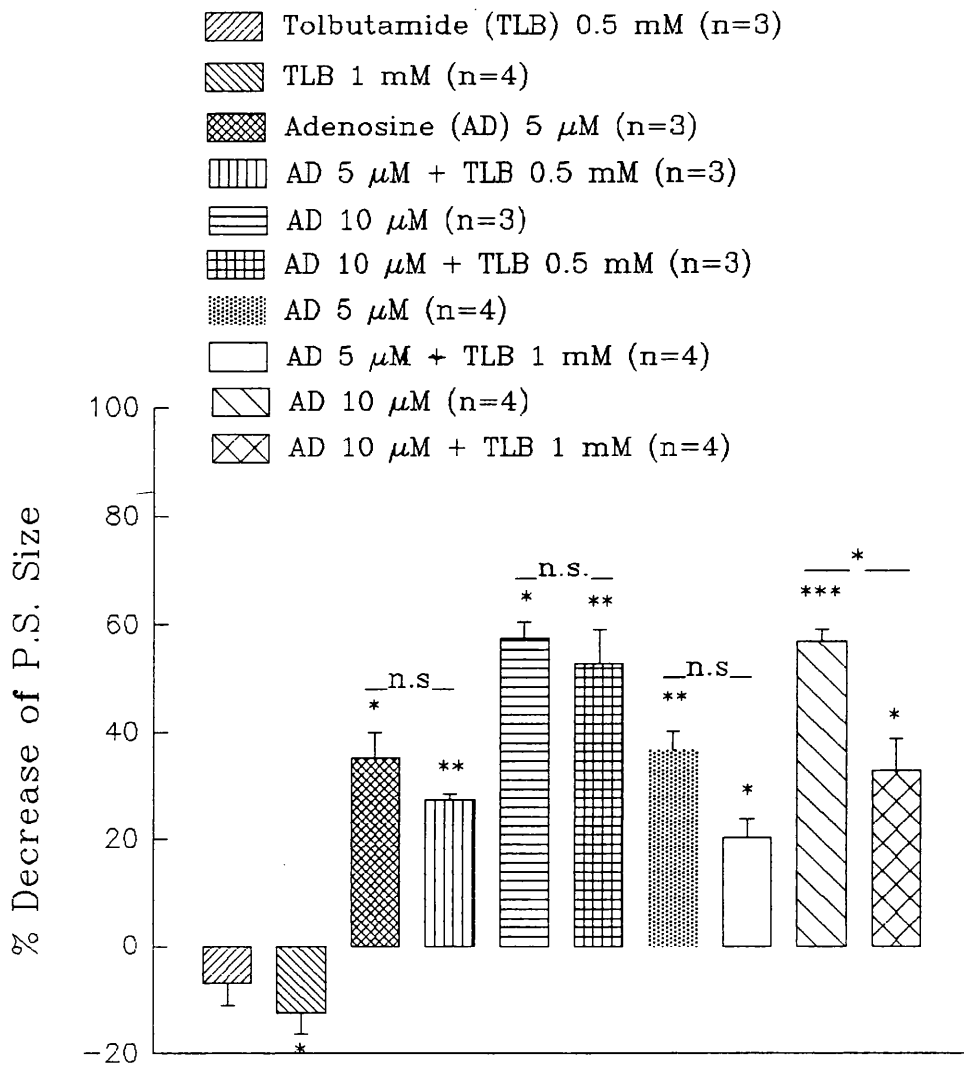 Tolbutamide (TLB) 0.5 mM (n=3)
TLB 1 mM (n=4)
Adenosine (AD) 5 μM (n=3)
AD 5 μM + TLB 0.5 mM (n=3)
AD 10 μM (n=3)
AD 10 μM + TLB 0.5 mM (n=3)
AD 5 μM (n=4)
AD 5 μM + TLB 1 mM (n=4)
AD 10 μM (n=4)
AD 10 μM + TLB 1 mM (n=4)
% Decrease of P.S. Size
100
80
60
40
20
0
-20
*
n.s.
* ** ***
n.s
n.s
* ** *
** *
*